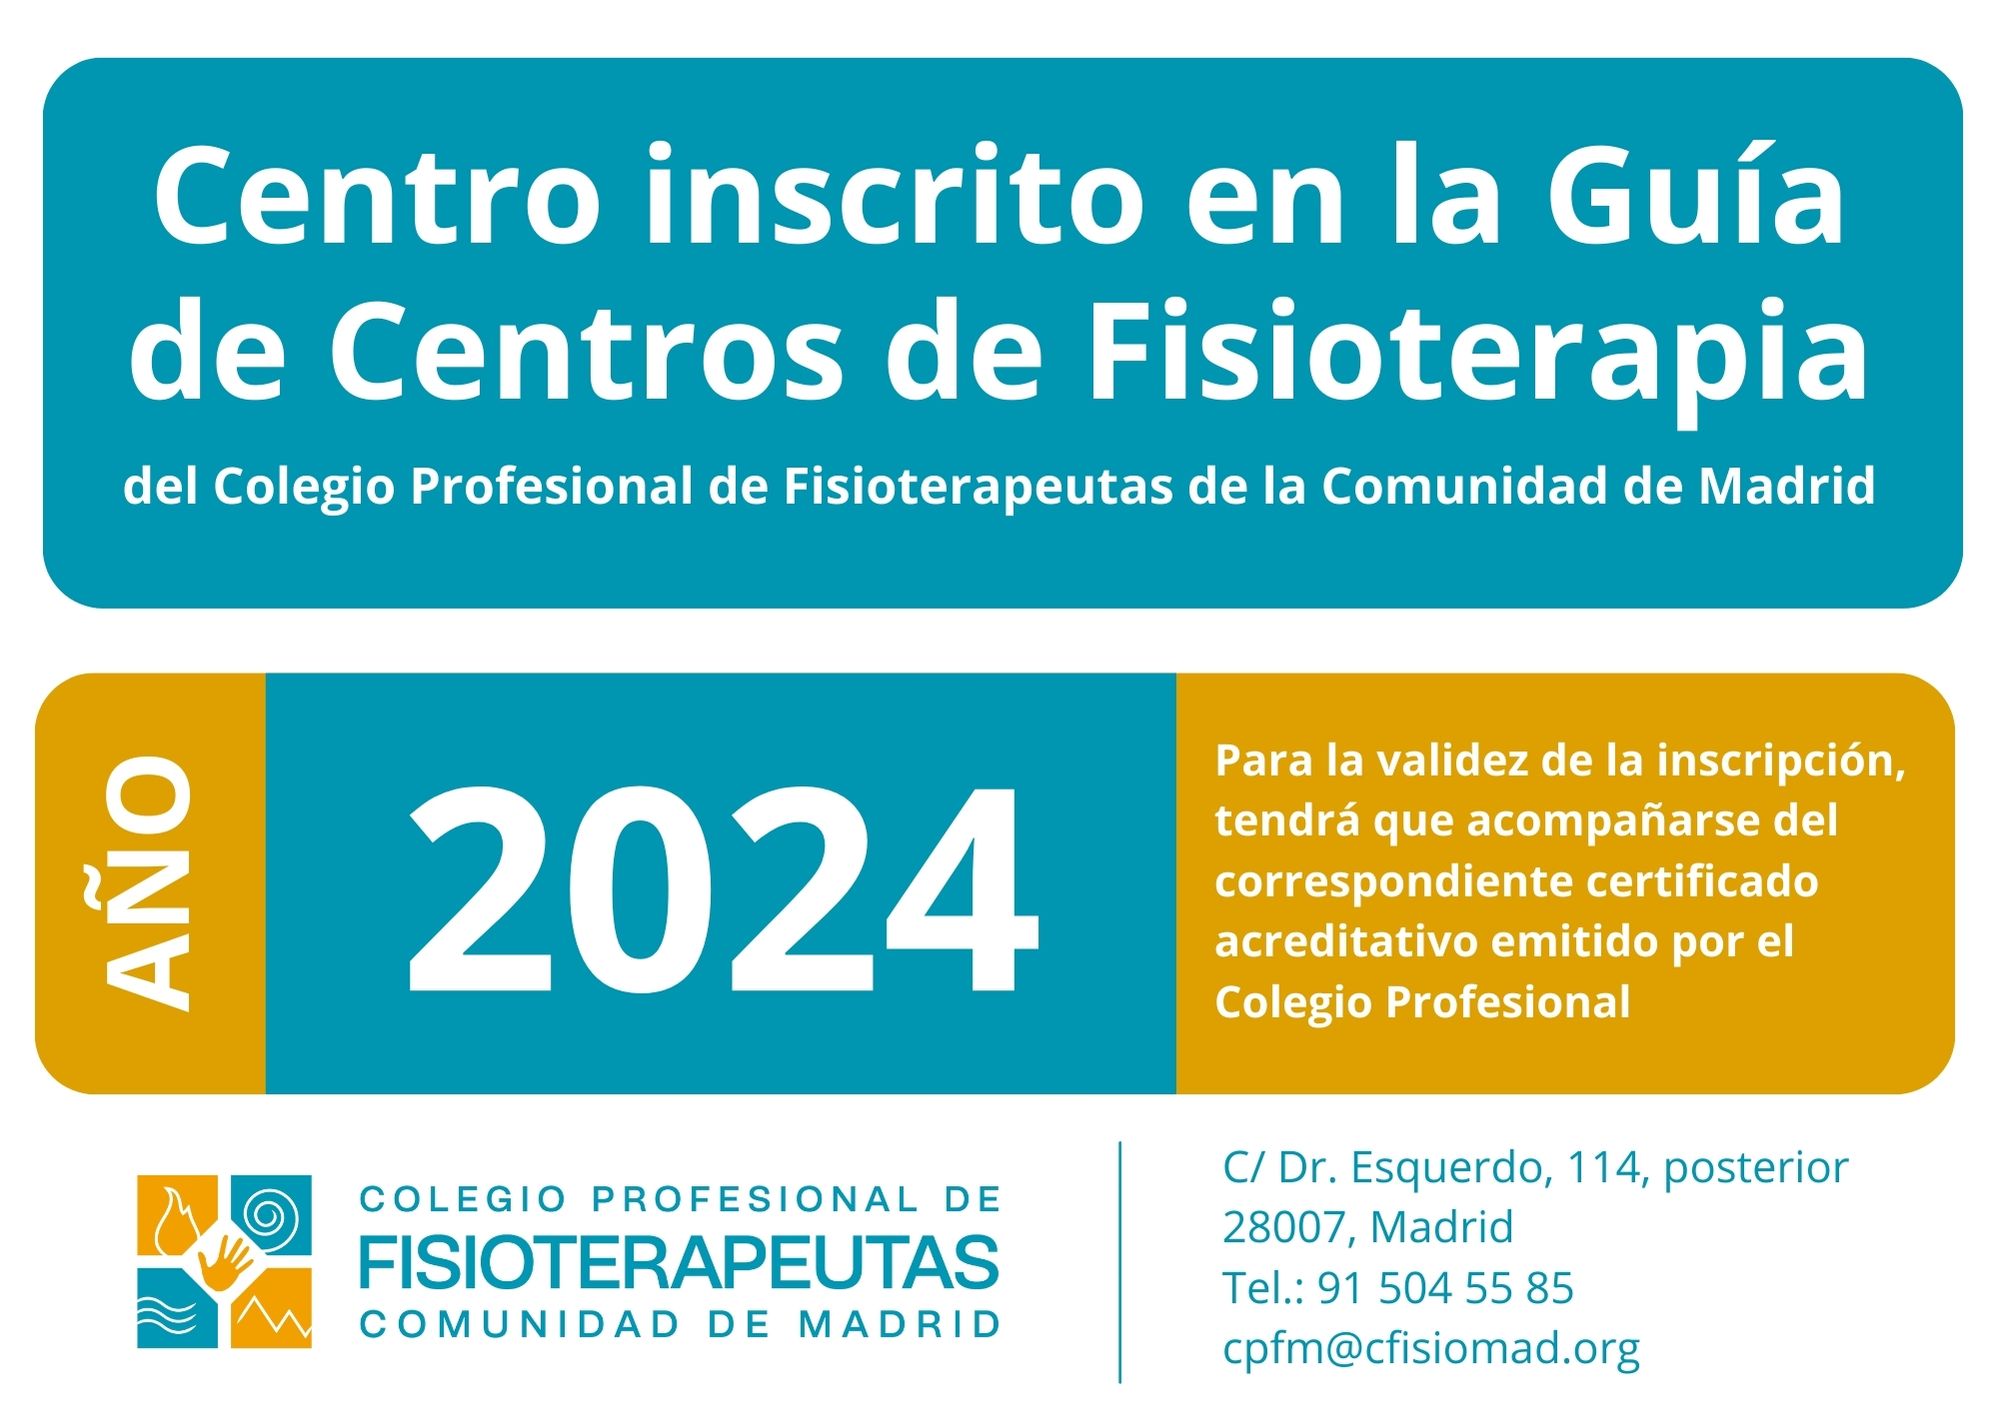 Centro inscrito en la Guía
de Centros de Fisioterapia
del Colegio Profesional de Fisioterapeutas de la Comunidad de Madrid
AÑO
2024
Para la validez de la inscripción,
tendrá que acompañarse del
correspondiente certificado
acreditativo emitido por el
Colegio Profesional
COLEGIO PROFESIONAL DE
FISIOTERAPEUTAS
COMUNIDAD DE MADRID
C/ Dr. Esquerdo, 114, posterior
28007, Madrid
Tel.: 91 504 55 85
cpfm@cfisiomad.org